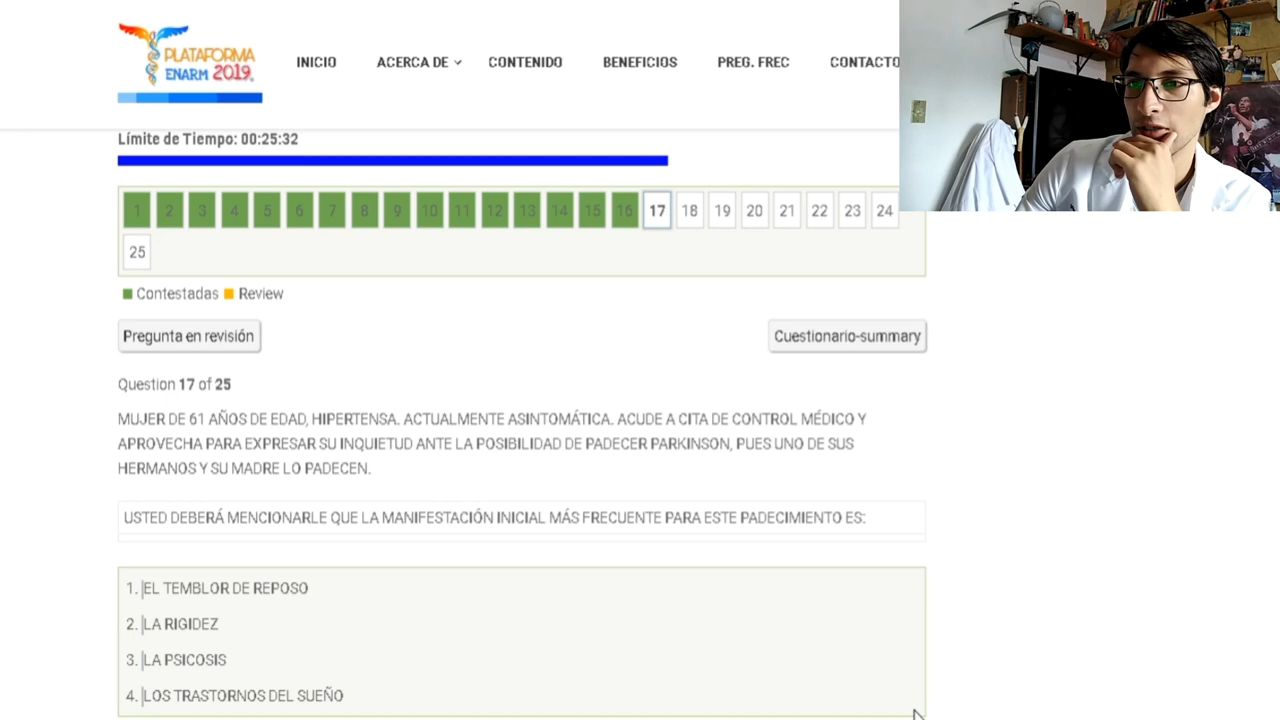 PLATAFORMA
ENARM 2019
INICIO
ACERCA DE
CONTENIDO
BENEFICIOS
PREG. FREC
CONTACTO
Límite de Tiempo: 00:25:32
1 2 3 4 5 6 7 8 9 10 11 12 13 14 15 16 17 18 19 20 21 22 23 24
25
Contestadas Review
Pregunta en revisión
Cuestionario-summary
Question 17 of 25
MUJER DE 61 AÑOS DE EDAD, HIPERTENSA. ACTUALMENTE ASINTOMÁTICA. ACUDE A CITA DE CONTROL MÉDICO Y
APROVECHA PARA EXPRESAR SU INQUIETUD ANTE LA POSIBILIDAD DE PADECER PARKINSON, PUES UNO DE SUS
HERMANOS Y SU MADRE LO PADECEN.
USTED DEBERÁ MENCIONARLE QUE LA MANIFESTACIÓN INICIAL MÁS FRECUENTE PARA ESTE PADECIMIENTO ES:
1. EL TEMBLOR DE REPOSO
2. LA RIGIDEZ
3. LA PSICOSIS
4. LOS TRASTORNOS DEL SUEÑO